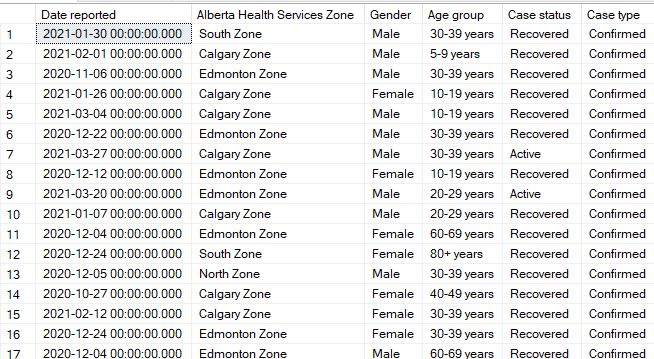 Date reported Alberta Health Services Zone Gender Age group Case status Case type
1 2021-01-30 00:00:00.000 South Zone Male 30-39 years Recovered Confirmed
2 2021-02-01 00:00:00.000 Calgary Zone Male 5-9 years Recovered Confirmed
3 2020-11-06 00:00:00.000 Edmonton Zone Male 30-39 years Recovered Confirmed
4 2021-01-26 00:00:00.000 Calgary Zone Female 10-19 years Recovered Confirmed
5 2021-03-04 00:00:00.000 Calgary Zone Male 10-19 years Recovered Confirmed
6 2020-12-22 00:00:00.000 Edmonton Zone Male 30-39 years Recovered Confirmed
7 2021-03-27 00:00:00.000 Calgary Zone Male 30-39 years Active Confirmed
8 2020-12-12 00:00:00.000 Edmonton Zone Female 10-19 years Recovered Confirmed
9 2021-03-20 00:00:00.000 Edmonton Zone Male 20-29 years Active Confirmed
10 2021-01-07 00:00:00.000 Calgary Zone Male 20-29 years Recovered Confirmed
11 2020-12-04 00:00:00.000 Edmonton Zone Female 60-69 years Recovered Confirmed
12 2020-12-24 00:00:00.000 South Zone Female 80+ years Recovered Confirmed
13 2020-12-05 00:00:00.000 North Zone Male 30-39 years Recovered Confirmed
14 2020-10-27 00:00:00.000 Calgary Zone Female 40-49 years Recovered Confirmed
15 2021-02-12 00:00:00.000 Calgary Zone Female 30-39 years Recovered Confirmed
16 2020-12-24 00:00:00.000 Edmonton Zone Female 30-39 years Recovered Confirmed
17 2020-12-04 00:00:00.000 Edmonton Zone Male 60-69 years Recovered Confirmed